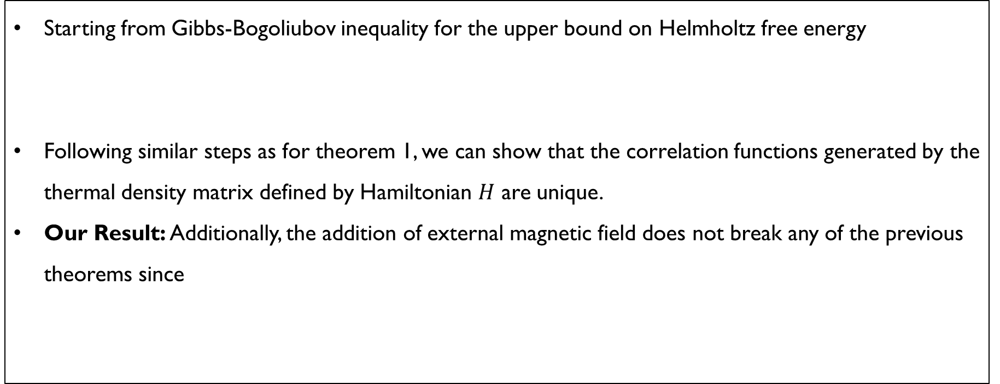 • Starting from Gibbs-Bogoliubov inequality for the upper bound on Helmholtz free energy
• Following similar steps as for theorem 1, we can show that the correlation functions generated by the
thermal density matrix defined by Hamiltonian 𝐻 are unique.
• Our Result: Additionally, the addition of external magnetic field does not break any of the previous
theorems since